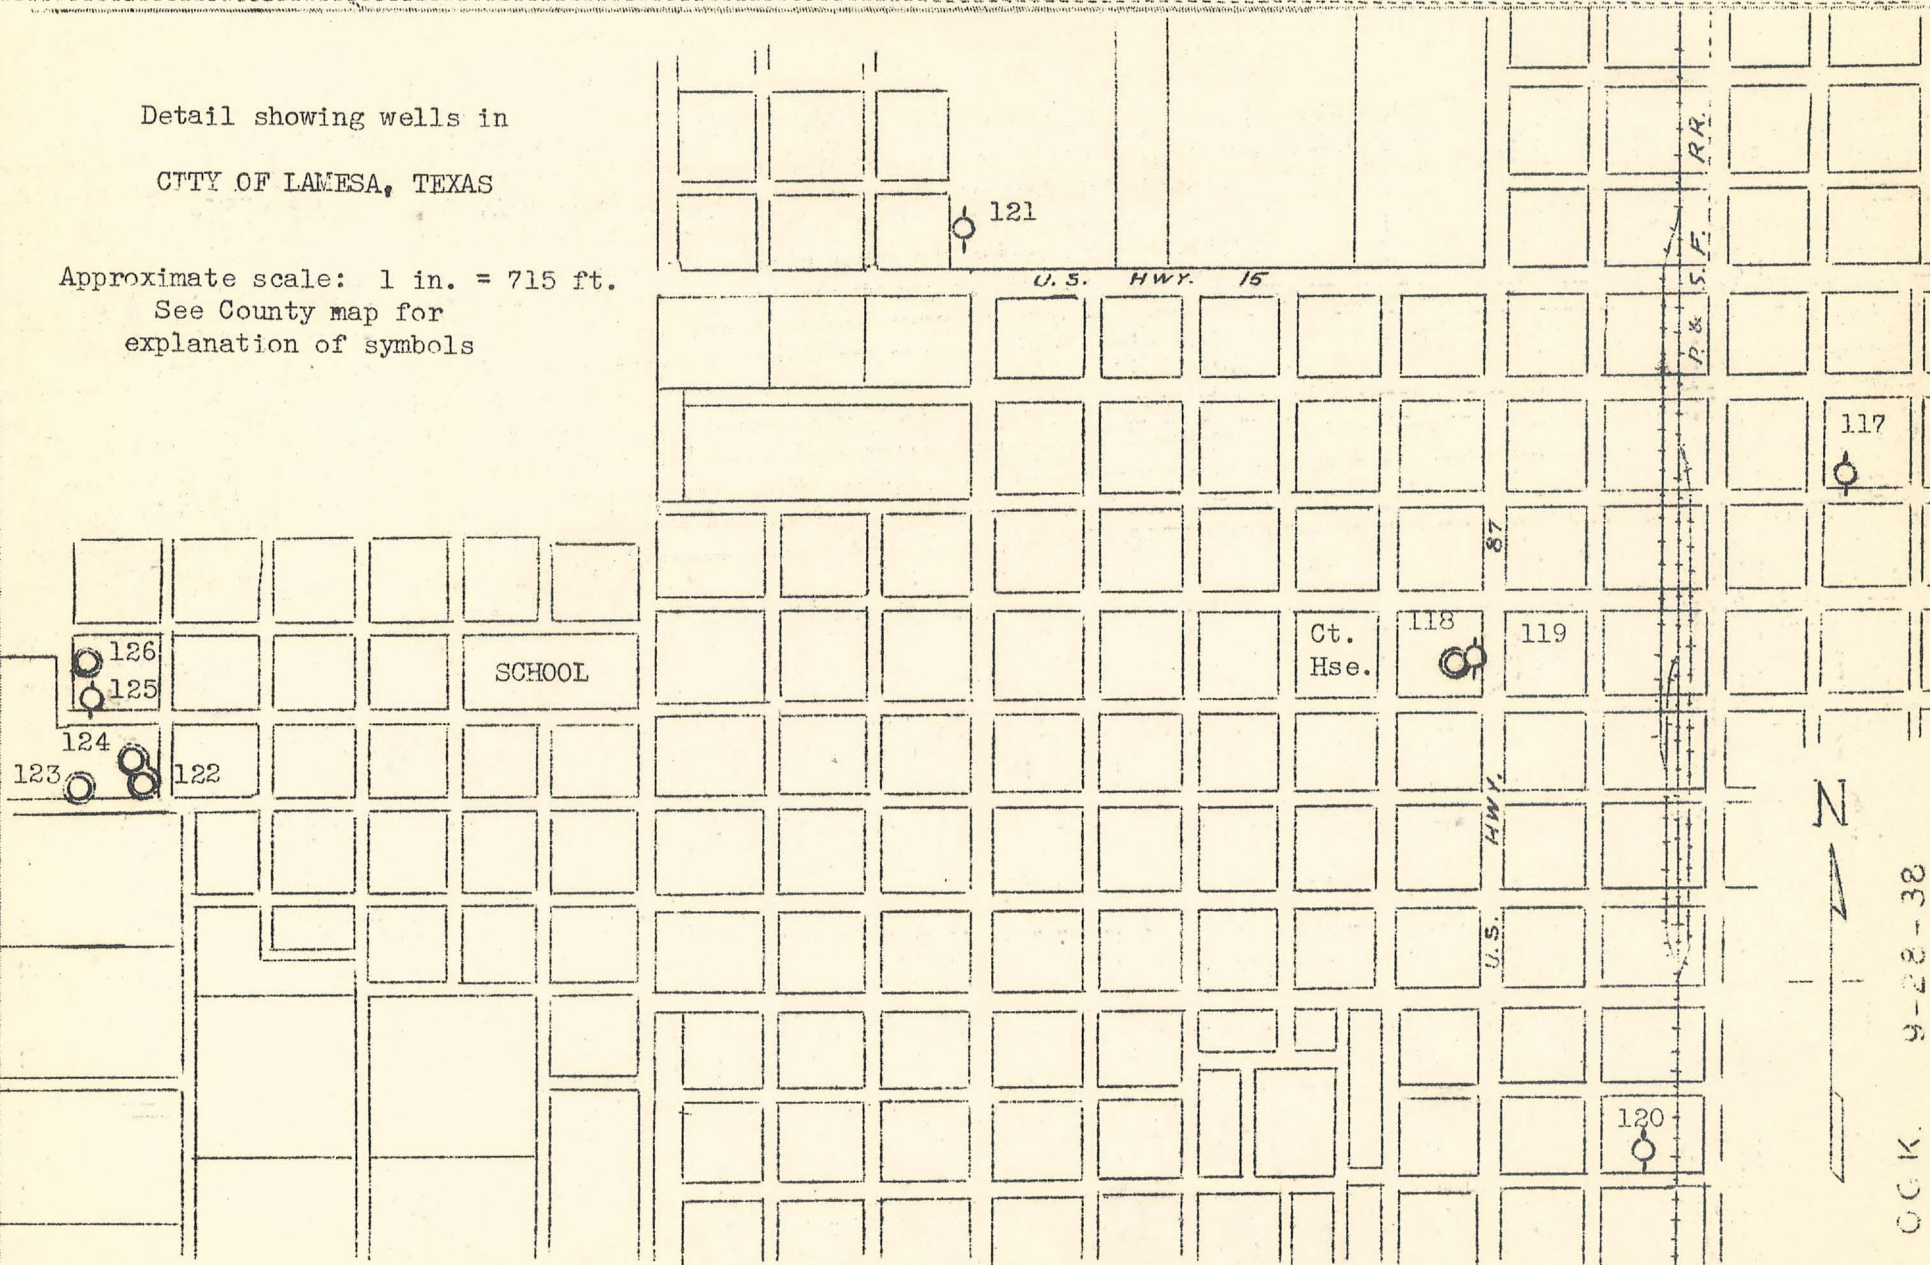 Detail showing wells in
CITY OF LAMESA, TEXAS
Approximate scale: 1 in. = 715 ft.
See County map for
explanation of symbols
121
U.S. HWY. 15
P. & S.F. RR.
117
87
126
125
SCHOOL
Ct.
Hse.
118
119
124
123
122
HWY.
U.S.
N
120
OGK. 9-28-38